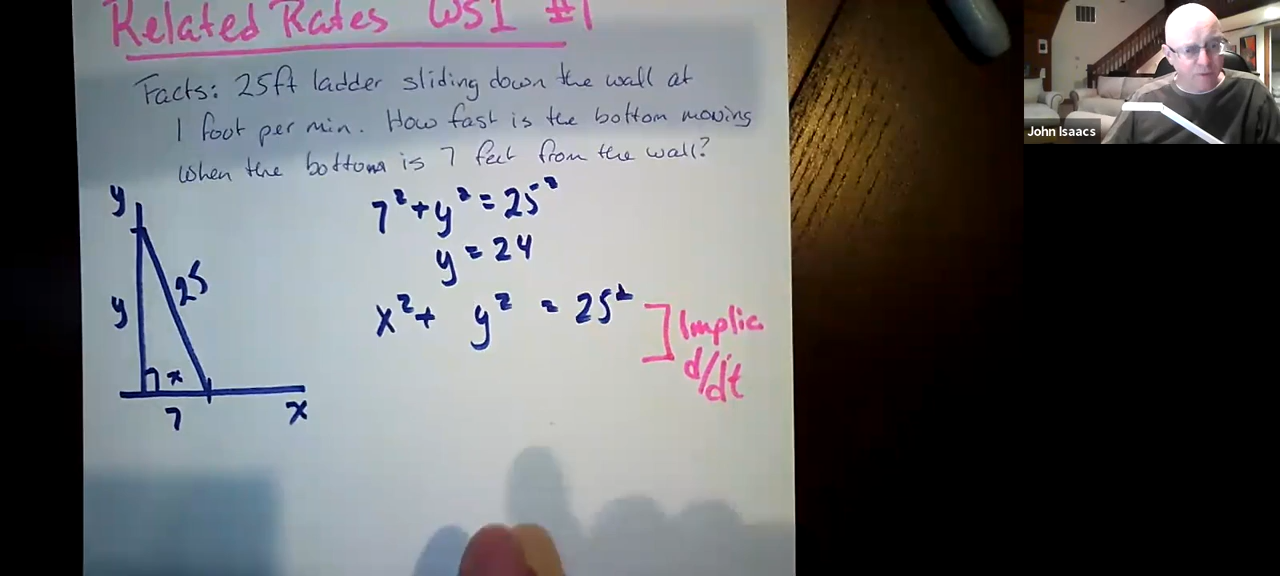 Related Rates WS1 #1
Facts: 25ft ladder sliding down the wall at
1 foot per min. How fast is the bottom moving
when the bottom is 7 feet from the wall?
y
7² + y² = 25²
y = 24
25
y
x² + y² = 25²
] Implic
d/dt
x
7
x
John Isaacs